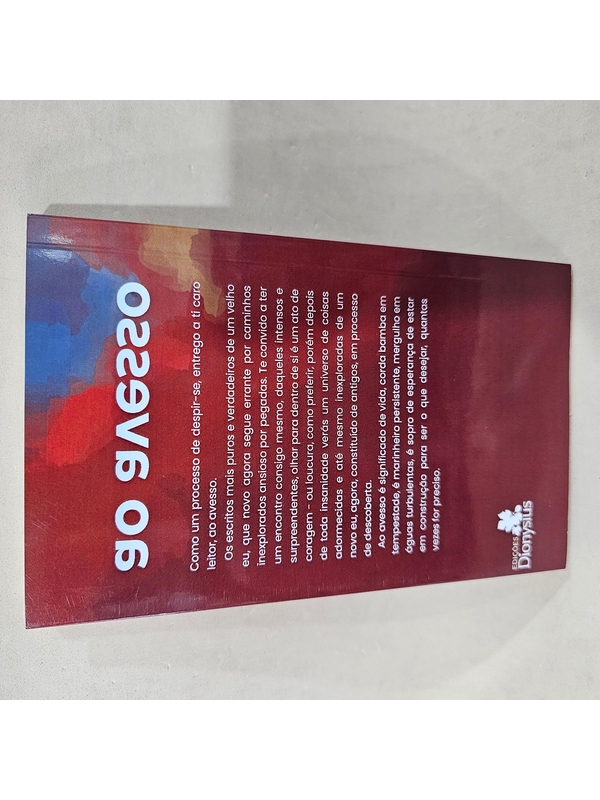 ao avesso
Como um processo de despir-se, entrego a ti caro
leitor, ao avesso.
Os escritos mais puros e verdadeiros de um velho
eu, que novo agora segue errante por caminhos
inexplorados ansioso por pegadas. Te convido a ter
um encontro consigo mesmo, daqueles intensos e
surpreendentes, olhar para dentro de si é um ato de
coragem - ou loucura, como preferir, porém depois
de toda insanidade verás um universo de coisas
adormecidas e até mesmo inexploradas de um
novo eu, agora, constituído de antigos, em processo
de descoberta.
Ao avesso é significado de vida, corda bamba em
tempestade, é marinheiro persistente, mergulho em
águas turbulentas, é sopro de esperança de estar
em construção para ser o que desejar, quantas
vezes for preciso.
EDIÇÕES
Dionysius